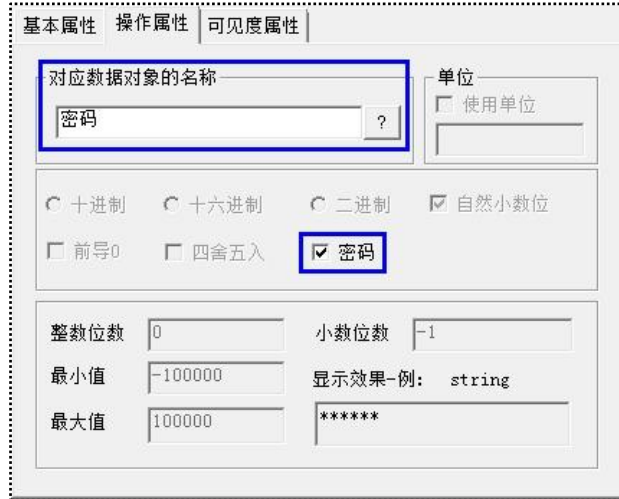 基本属性 操作属性 可见度属性
对应数据对象的名称 单位
密码 ? 使用单位
十进制 十六进制 二进制 自然小数位
前导0 四舍五入 密码
整数位数 0 小数位数 -1
最小值 -100000 显示效果-例： string
最大值 100000 ******